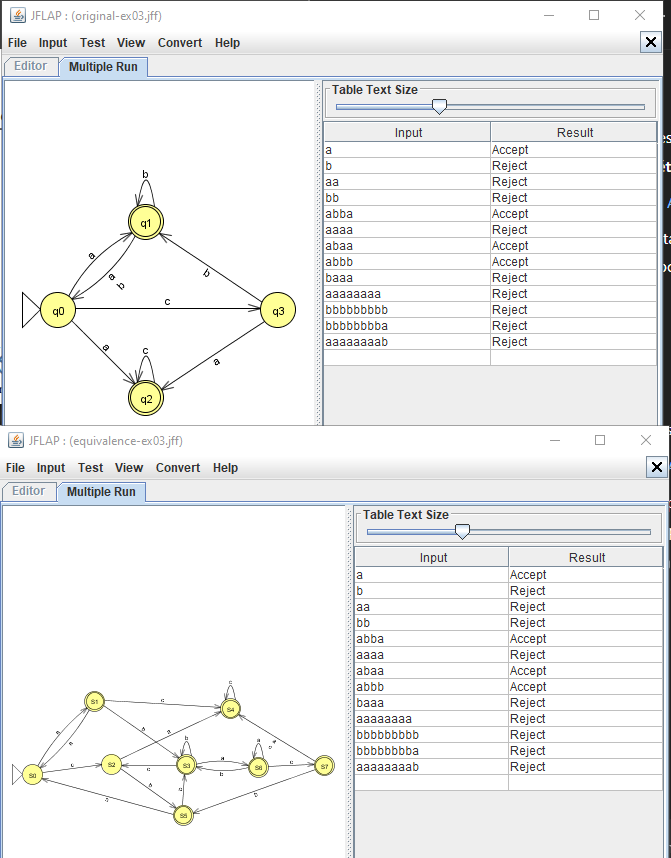 JFLAP : (original-ex03.jff)
File Input Test View Convert Help
Editor Multiple Run
Table Text Size
Input Result
a Accept
b Reject
aa Reject
bb Reject
abba Accept
aaaa Reject
abaa Accept
abbb Accept
baaa Reject
aaaaaaaa Reject
bbbbbbbbb Reject
bbbbbbbbba Reject
aaaaaaaab Reject
b
q1
a
a
b
b
q0
c
q3
a
c
a
q2
JFLAP : (equivalence-ex03.jff)
File Input Test View Convert Help
Editor Multiple Run
Table Text Size
Input Result
a Accept
b Reject
aa Reject
bb Reject
abba Accept
aaaa Reject
abaa Accept
abbb Accept
baaa Reject
aaaaaaaa Reject
bbbbbbbbb Reject
bbbbbbbbba Reject
aaaaaaaab Reject
c
S1
c
S4
a
b
a
b
a
a
S0
c
S2
c
S3
a
b
S6
c
S7
b
b
S5